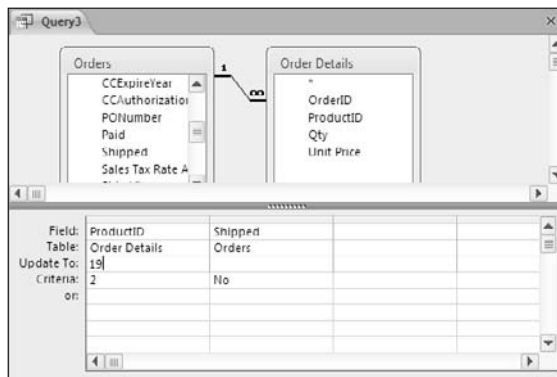 Query3
Orders
CCExpireYear
CCAuthorization
PONumber
Paid
Shipped
Sales Tax Rate A
1
∞
Order Details
*
OrderID
ProductID
Qty
Unit Price
Field: ProductID Shipped
Table: Order Details Orders
Update To: 19
Criteria: 2 No
or: